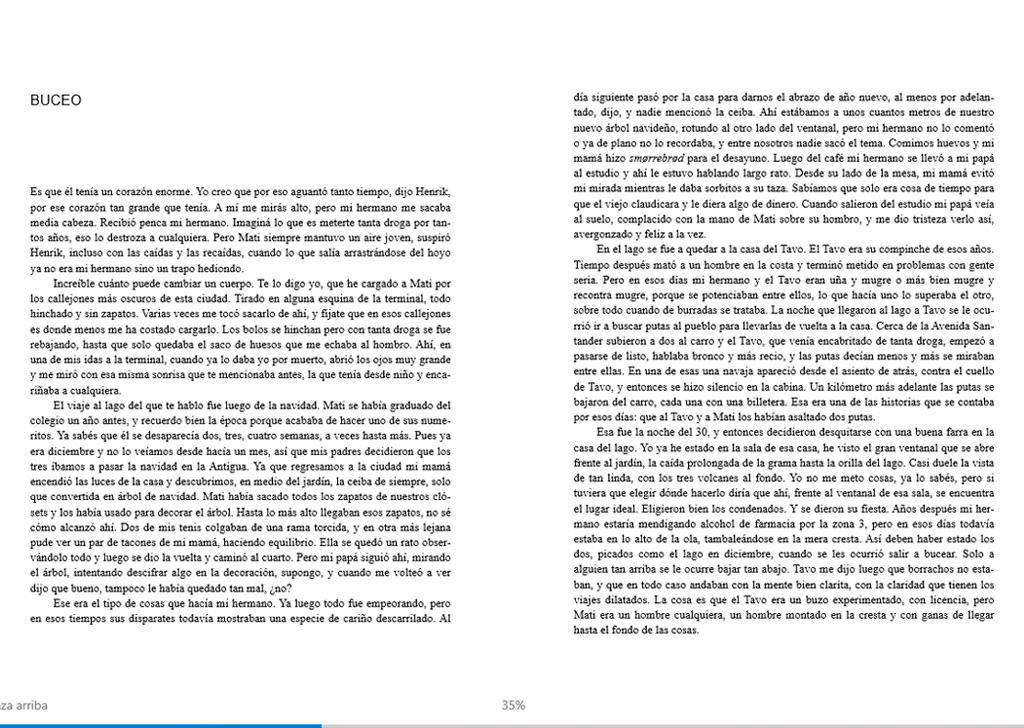 BUCEO
Es que él tenía un corazón enorme. Yo creo que por eso aguantó tanto tiempo, dijo Henrik,
por ese corazón tan grande que tenía. A mí me mirás alto, pero mi hermano me sacaba
media cabeza. Recibió penca mi hermano. Imaginá lo que es meterte tanta droga por tan-
tos años, eso lo destroza a cualquiera. Pero Mati siempre mantuvo un aire joven, suspiró
Henrik, incluso con las caídas y las recaídas, cuando lo que salía arrastrándose del hoyo
ya no era mi hermano sino un trapo hediondo.
Increíble cuánto puede cambiar un cuerpo. Te lo digo yo, que he cargado a Mati por
los callejones más oscuros de esta ciudad. Tirado en alguna esquina de la terminal, todo
hinchado y sin zapatos. Varias veces me tocó sacarlo de ahí, y fijate que en esos callejones
es donde menos me ha costado cargarlo. Los bolos se hinchan pero con tanta droga se fue
rebajando, hasta que solo quedaba el saco de huesos que me echaba al hombro. Ahí, en
una de mis idas a la terminal, cuando ya lo daba yo por muerto, abrió los ojos muy grande
y me miró con esa misma sonrisa que te mencionaba antes, la que tenía desde niño y enca-
riñaba a cualquiera.
El viaje al lago del que te hablo fue luego de la navidad. Mati se había graduado del
colegio un año antes, y recuerdo bien la época porque acababa de hacer uno de sus nume-
ritos. Ya sabés que él se desaparecía dos, tres, cuatro semanas, a veces hasta más. Pues ya
era diciembre y no lo veíamos desde hacía un mes, así que mis padres decidieron que los
tres íbamos a pasar la navidad en la Antigua. Ya que regresamos a la ciudad mi mamá
encendió las luces de la casa y descubrimos, en medio del jardín, la ceiba de siempre, solo
que convertida en árbol de navidad. Mati había sacado todos los zapatos de nuestros cló-
sets y los había usado para decorar el árbol. Hasta lo más alto llegaban esos zapatos, no sé
cómo alcanzó ahí. Dos de mis tenis colgaban de una rama torcida, y en otra más lejana
pude ver un par de tacones de mi mamá, haciendo equilibrio. Ella se quedó un rato obser-
vándolo todo y luego se dio la vuelta y caminó al cuarto. Pero mi papá siguió ahí, mirando
el árbol, intentando descifrar algo en la decoración, supongo, y cuando me volteó a ver
dijo que bueno, tampoco le había quedado tan mal, ¿no?
Ese era el tipo de cosas que hacía mi hermano. Ya luego todo fue empeorando, pero
en esos tiempos sus disparates todavía mostraban una especie de cariño descarrilado. Al
día siguiente pasó por la casa para darnos el abrazo de año nuevo, al menos por adelan-
tado, dijo, y nadie mencionó la ceiba. Ahí estábamos a unos cuantos metros de nuestro
nuevo árbol navideño, rotundo al otro lado del ventanal, pero mi hermano no lo comentó
o ya de plano no lo recordaba, y entre nosotros nadie sacó el tema. Comimos huevos y mi
mamá hizo smørrebrød para el desayuno. Luego del café mi hermano se llevó a mi papá
al estudio y ahí le estuvo hablando largo rato. Desde su lado de la mesa, mi mamá evitó
mi mirada mientras le daba sorbitos a su taza. Sabíamos que solo era cosa de tiempo para
que el viejo claudicara y le diera algo de dinero. Cuando salieron del estudio mi papá veía
al suelo, complacido con la mano de Mati sobre su hombro, y me dio tristeza verlo así,
avergonzado y feliz a la vez.
En el lago se fue a quedar a la casa del Tavo. El Tavo era su compinche de esos años.
Tiempo después mató a un hombre en la costa y terminó metido en problemas con gente
seria. Pero en esos días mi hermano y el Tavo eran uña y mugre o más bien mugre y
recontra mugre, porque se potenciaban entre ellos, lo que hacía uno lo superaba el otro,
sobre todo cuando de burradas se trataba. La noche que llegaron al lago a Tavo se le ocu-
rrió ir a buscar putas al pueblo para llevarlas de vuelta a la casa. Cerca de la Avenida San-
tander subieron a dos al carro y el Tavo, que venía encabritado de tanta droga, empezó a
pasarse de listo, hablaba bronco y más recio, y las putas decían menos y más se miraban
entre ellas. En una de esas una navaja apareció desde el asiento de atrás, contra el cuello
de Tavo, y entonces se hizo silencio en la cabina. Un kilómetro más adelante las putas se
bajaron del carro, cada una con una billetera. Esa era una de las historias que se contaba
por esos días: que al Tavo y a Mati los habían asaltado dos putas.
Esa fue la noche del 30, y entonces decidieron desquitarse con una buena farra en la
casa del lago. Yo ya he estado en la sala de esa casa, he visto el gran ventanal que se abre
frente al jardín, la caída prolongada de la grama hasta la orilla del lago. Casi duele la vista
de tan linda, con los tres volcanes al fondo. Yo no me meto cosas, ya lo sabés, pero si
tuviera que elegir dónde hacerlo diría que ahí, frente al ventanal de esa sala, se encuentra
el lugar ideal. Eligieron bien los condenados. Y se dieron su fiesta. Años después mi her-
mano estaría mendigando alcohol de farmacia por la zona 3, pero en esos días todavía
estaba en lo alto de la ola, tambaleándose en la mera cresta. Así deben haber estado los
dos, picados como el lago en diciembre, cuando se les ocurrió salir a bucear. Solo a
alguien tan arriba se le ocurre bajar tan abajo. Tavo me dijo luego que borrachos no esta-
ban, y que en todo caso andaban con la mente bien clarita, con la claridad que tienen los
viajes dilatados. La cosa es que el Tavo era un buzo experimentado, con licencia, pero
Mati era un hombre cualquiera, un hombre montado en la cresta y con ganas de llegar
hasta el fondo de las cosas.
za arriba
35%